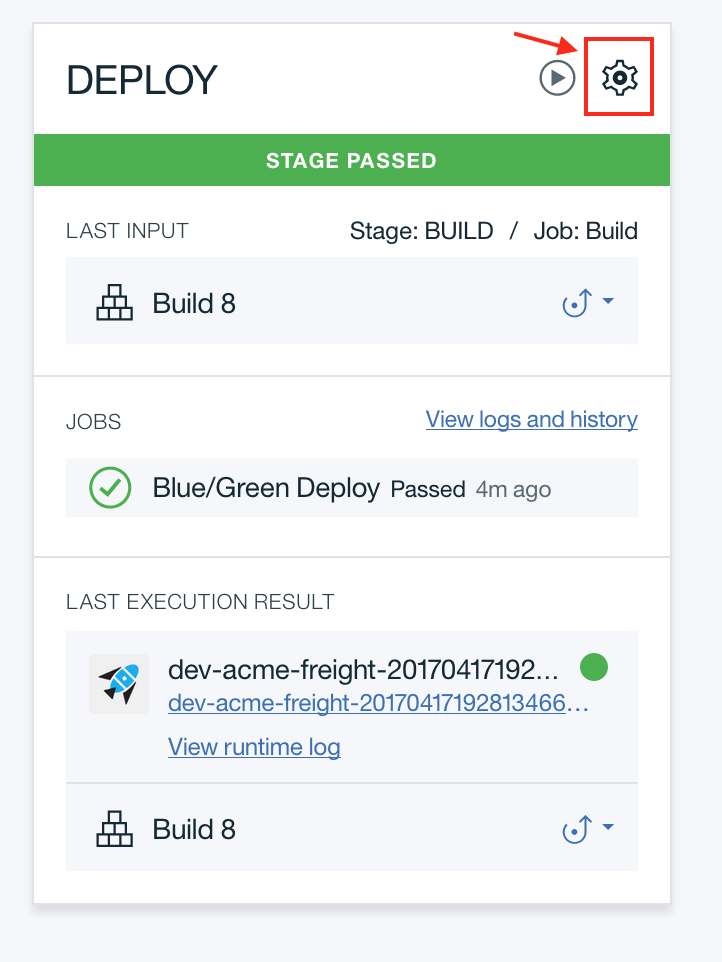 DEPLOY
STAGE PASSED
LAST INPUT Stage: BUILD / Job: Build
Build 8
JOBS View logs and history
Blue/Green Deploy Passed 4m ago
LAST EXECUTION RESULT
dev-acme-freight-20170417192...
dev-acme-freight-20170417192813466...
View runtime log
Build 8